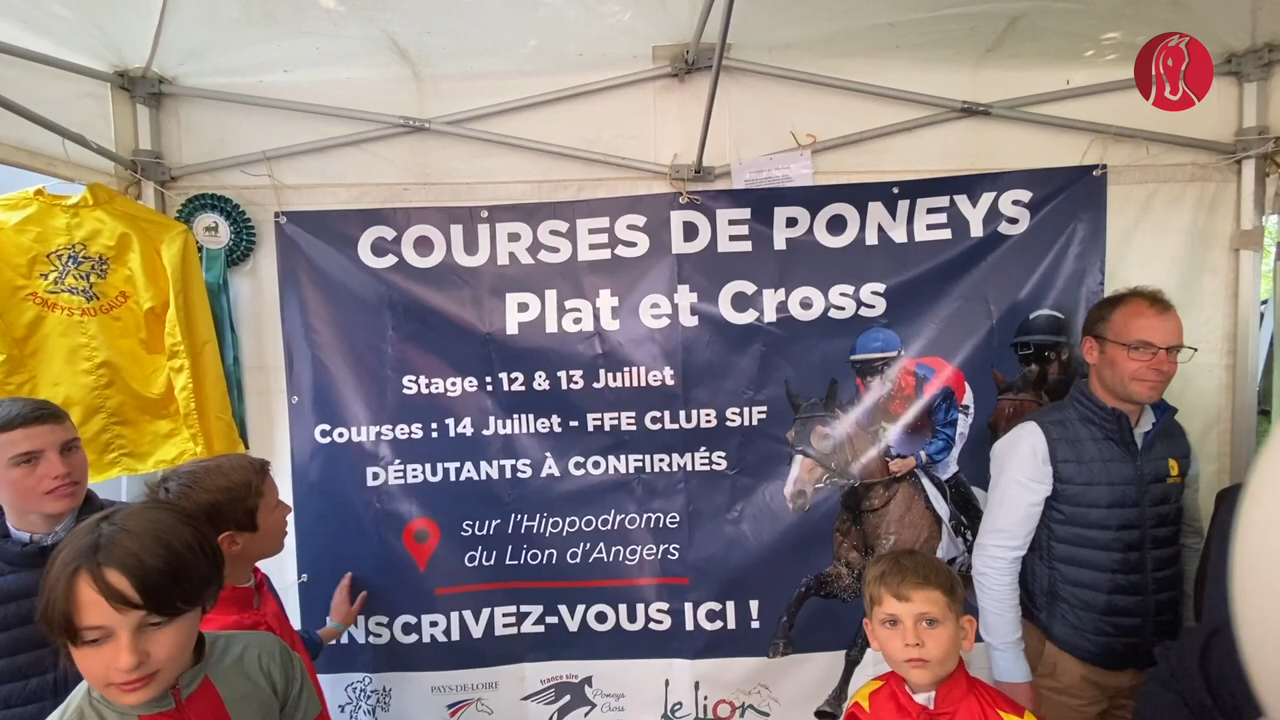 COURSES DE PONEYS
Plat et Cross
Stage : 12 & 13 Juillet
Courses : 14 Juillet - FFE CLUB SIF
DÉBUTANTS À CONFIRMÉS
sur l'Hippodrome
du Lion d'Angers
INSCRIVEZ-VOUS ICI !
PONEYS AU GALOP
PAYS-DE-LOIRE
france sire
Poneys
Cross
Le Lion